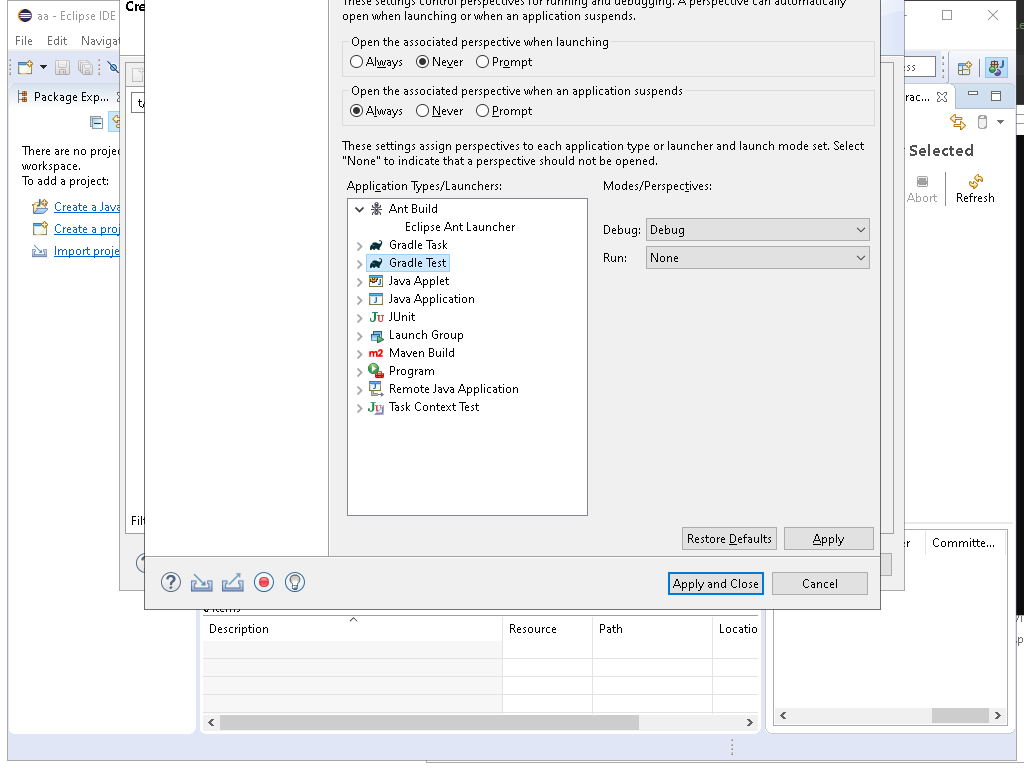 aa - Eclipse IDE
Cre
These settings control perspectives for running and debugging. A perspective can automatically
open when launching or when an application suspends.
File Edit Navigat
Open the associated perspective when launching
Always Never Prompt
Open the associated perspective when an application suspends
Always Never Prompt
Package Exp...
These settings assign perspectives to each application type or launcher and launch mode set. Select
"None" to indicate that a perspective should not be opened.
There are no proje
workspace.
To add a project:
Create a Java
Create a proj
Import proje
Application Types/Launchers:
Modes/Perspectives:
Ant Build
Eclipse Ant Launcher
Gradle Task
Gradle Test
Java Applet
Java Application
JUnit
Launch Group
Maven Build
Program
Remote Java Application
Task Context Test
Debug: Debug
Run: None
Selected
Abort Refresh
Filt
Restore Defaults Apply
Committe...
Apply and Close Cancel
Description Resource Path Locatio